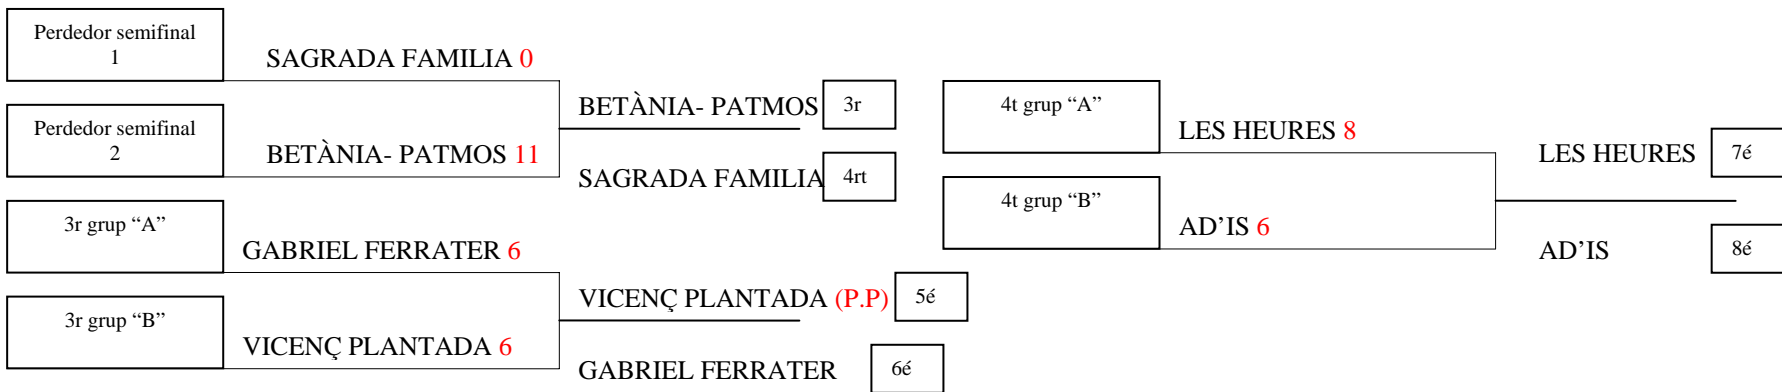 Perdedor semifinal
1
SAGRADA FAMILIA 0
Perdedor semifinal
2
BETÀNIA- PATMOS 11
BETÀNIA- PATMOS 3r
SAGRADA FAMILIA 4rt
3r grup “A”
GABRIEL FERRATER 6
3r grup “B”
VICENÇ PLANTADA 6
VICENÇ PLANTADA (P.P) 5é
GABRIEL FERRATER 6é
4t grup “A”
LES HEURES 8
4t grup “B”
AD’IS 6
LES HEURES 7é
AD’IS 8é